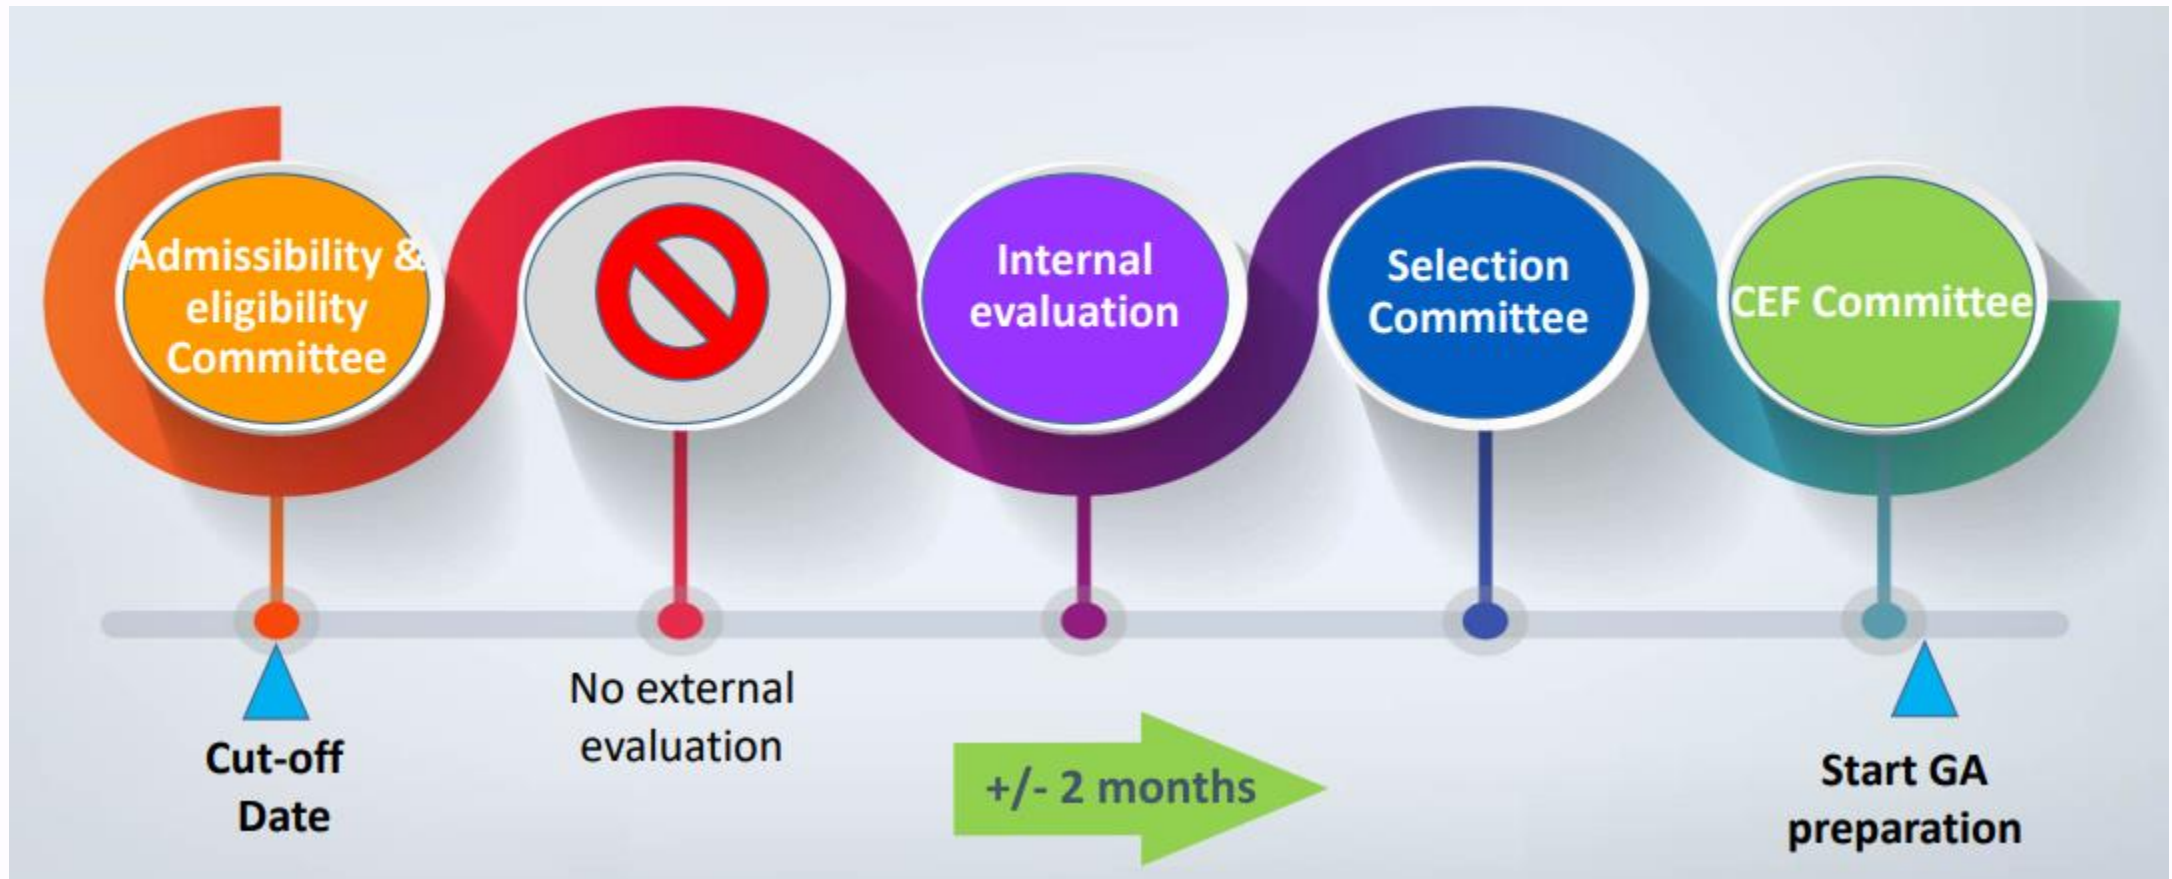 Admissibility &
eligibility
Committee
Internal
evaluation
Selection
Committee
CEF Committee
Cut-off
Date
No external
evaluation
+/- 2 months
Start GA
preparation